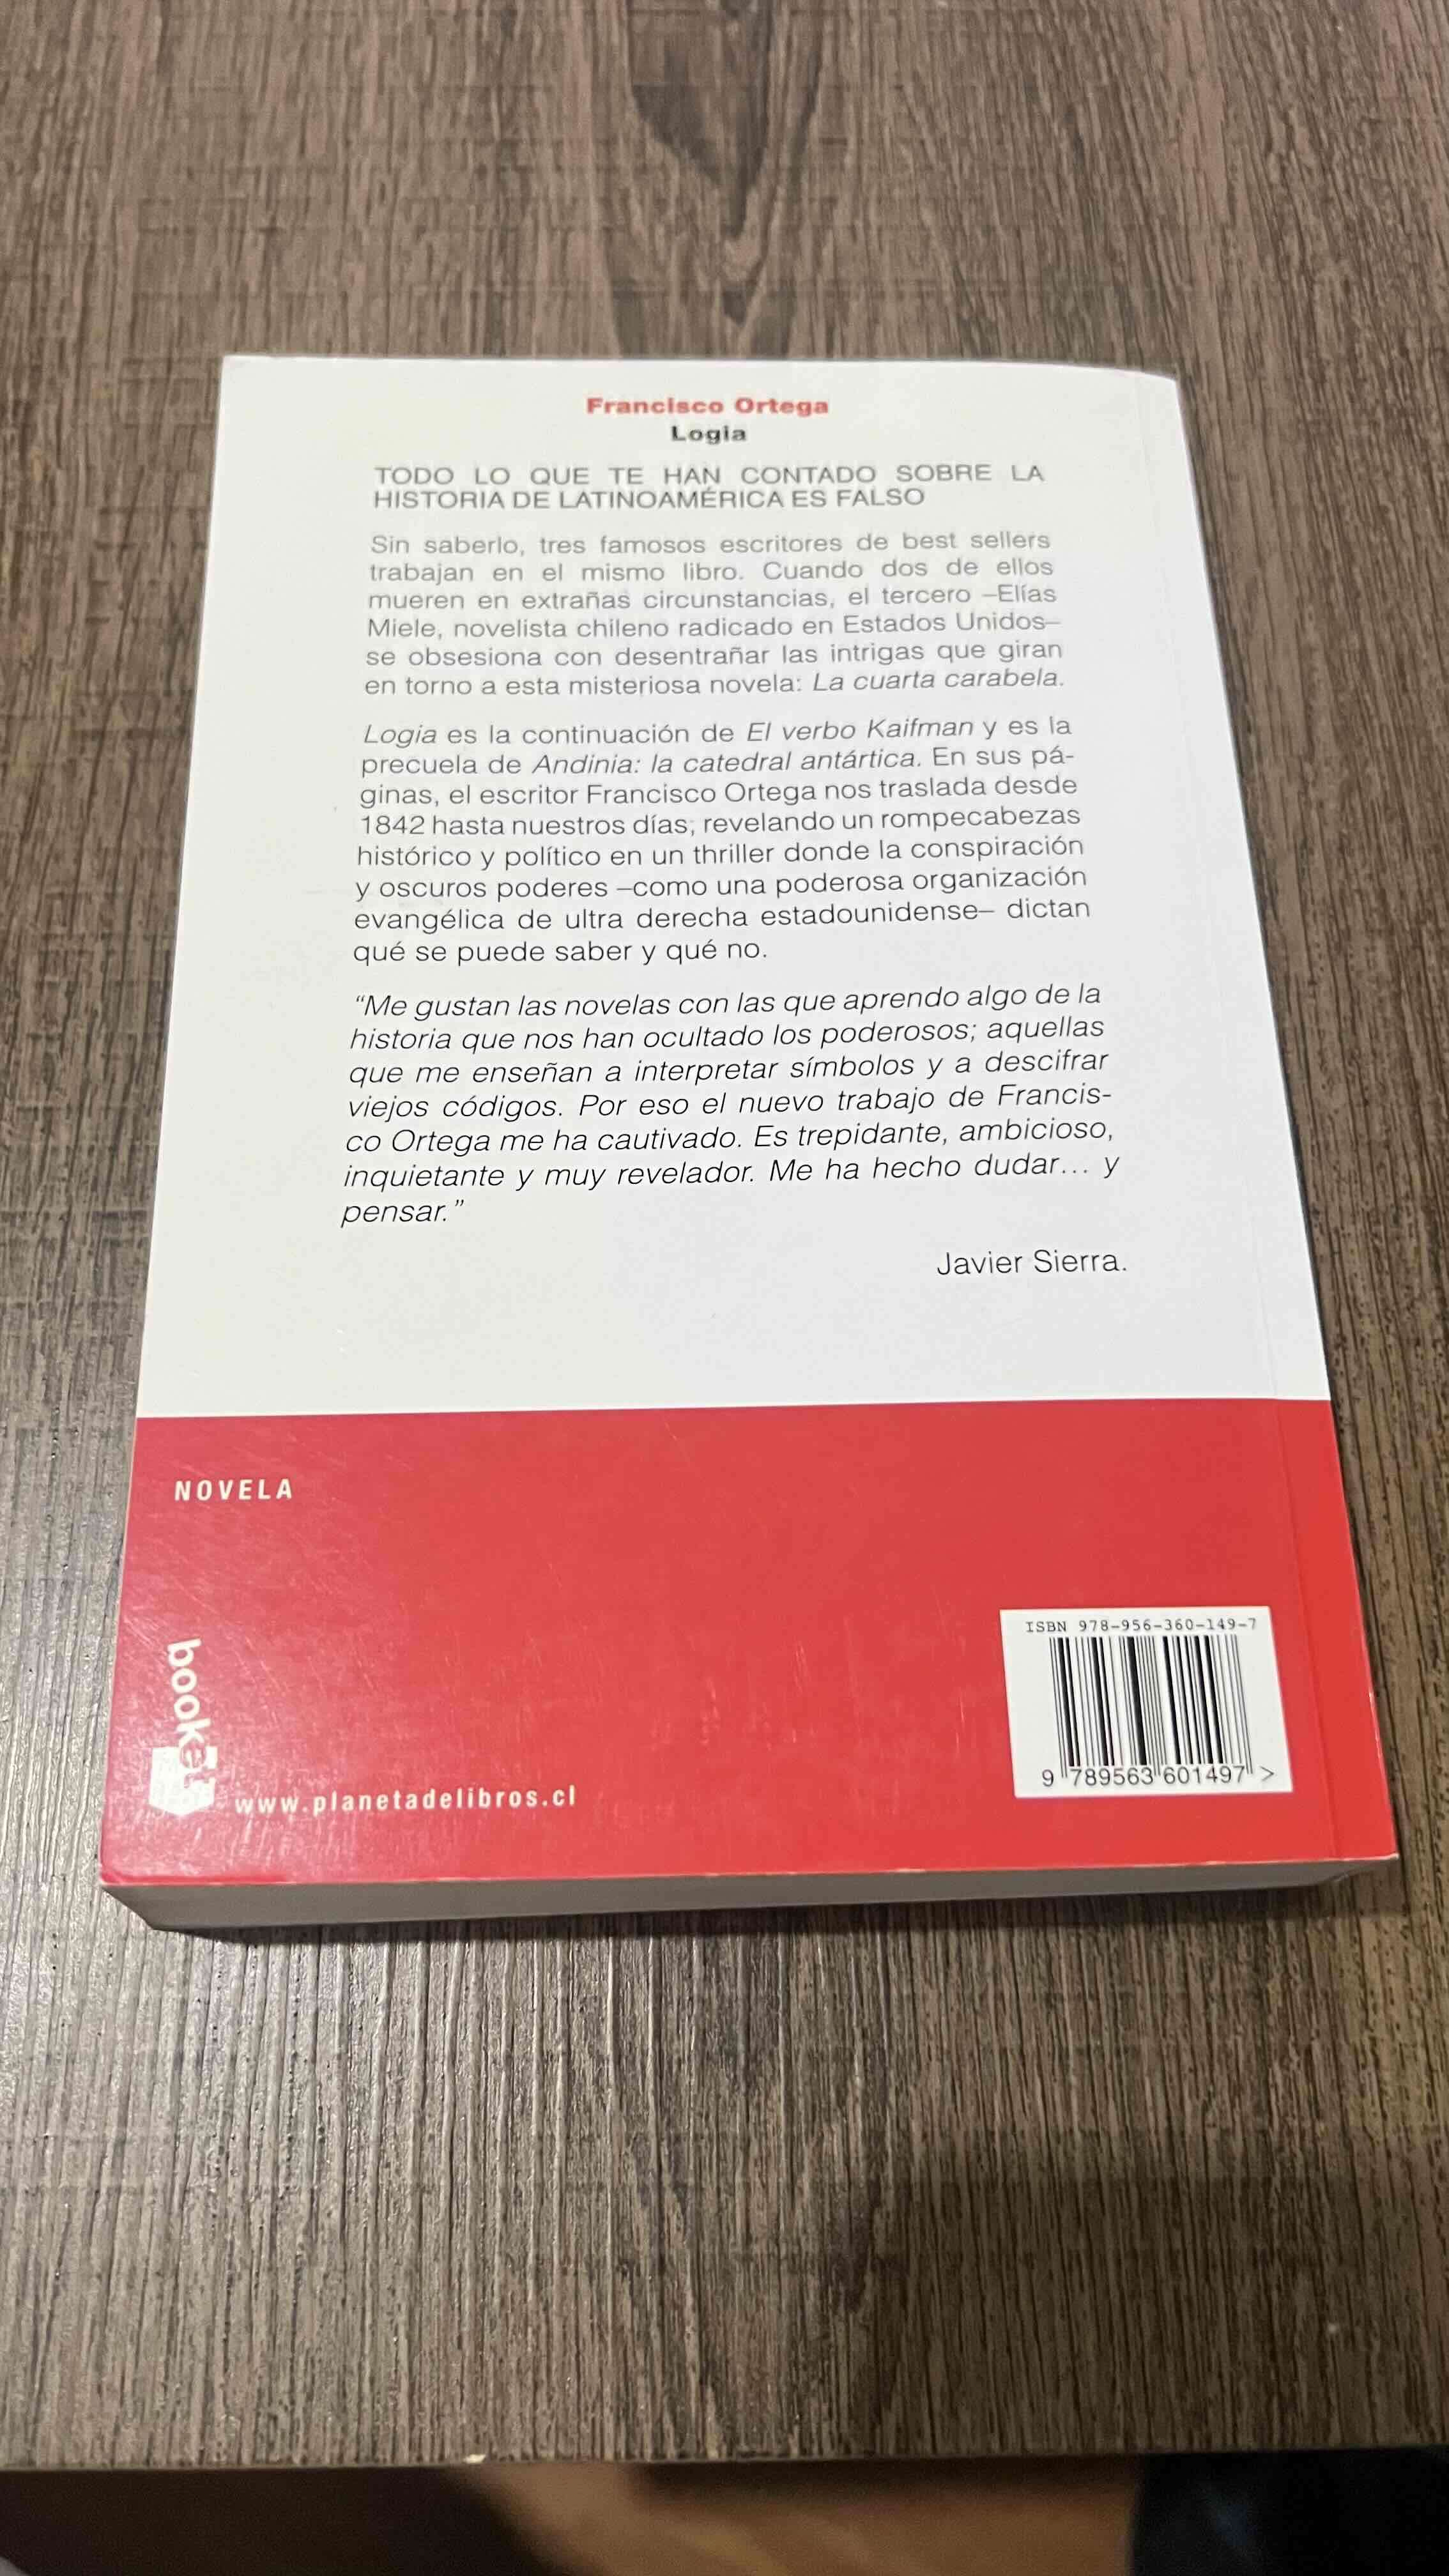 Francisco Ortega
Logia
TODO LO QUE TE HAN CONTADO SOBRE LA
HISTORIA DE LATINOAMÉRICA ES FALSO
Sin saberlo, tres famosos escritores de best sellers
trabajan en el mismo libro. Cuando dos de ellos
mueren en extrañas circunstancias, el tercero –Elías
Miele, novelista chileno radicado en Estados Unidos–
se obsesiona con desentrañar las intrigas que giran
en torno a esta misteriosa novela: La cuarta carabela.
Logia es la continuación de El verbo Kaifman y es la
precuela de Andinia: la catedral antártica. En sus pá-
ginas, el escritor Francisco Ortega nos traslada desde
1842 hasta nuestros días, revelando un rompecabezas
histórico y político en un thriller donde la conspiración
y oscuros poderes –como una poderosa organización
evangélica de ultra derecha estadounidense– dictan
qué se puede saber y qué no.
“Me gustan las novelas con las que aprendo algo de la
historia que nos han ocultado los poderosos; aquellas
que me enseñan a interpretar símbolos y a descifrar
viejos códigos. Por eso el nuevo trabajo de Francis-
co Ortega me ha cautivado. Es trepidante, ambicioso,
inquietante y muy revelador. Me ha hecho dudar... y
pensar.”
Javier Sierra.
NOVELA
booket
www.planetadelibros.cl
ISBN 978-956-360-149-7
9 789563 601497 >